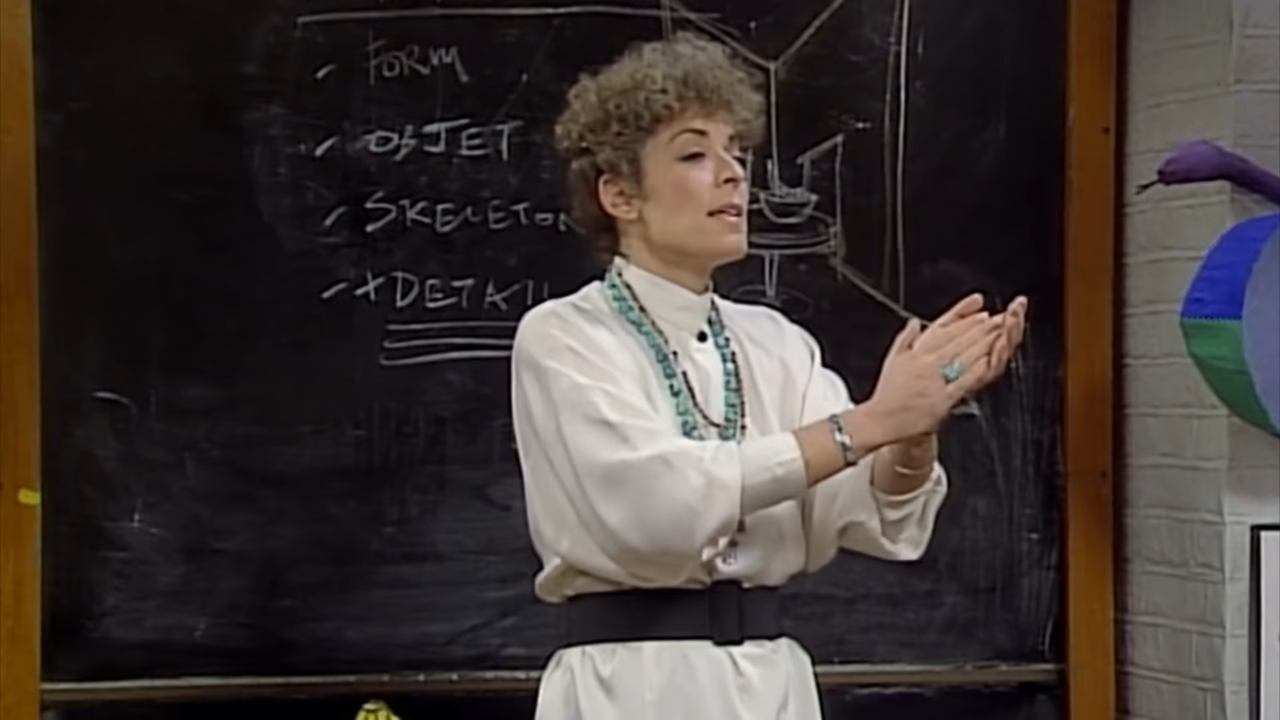 ✓ FORM
✓ OBJET
✓ SKELETON
✓ + DETAIL